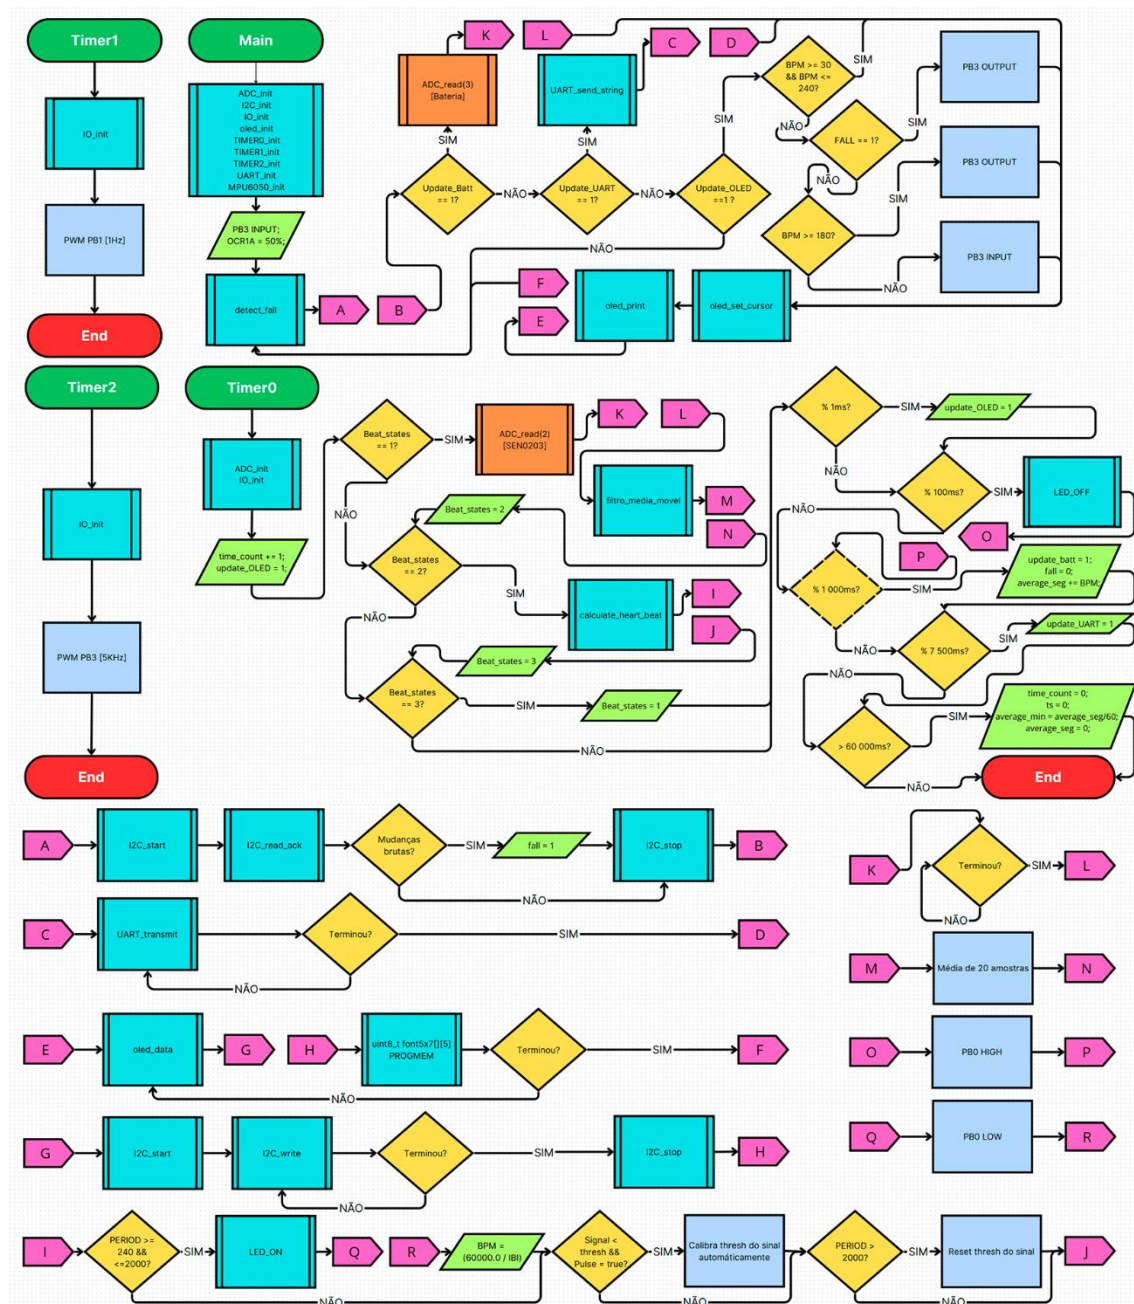 Timer1
IO_init
PWM PB1 [1Hz]
End
Main
ADC_init
I2C_init
IO_init
oled_init
TIMER0_init
TIMER1_init
TIMER2_init
UART_init
MPU6050_init
PB3 INPUT;
OCR1A = 50%;
detect_fall
A
B
K
L
ADC_read(3)
[Bateria]
SIM
Update_Batt
== 1?
NÃO
C
D
UART_send_string
SIM
Update_UART
== 1?
NÃO
SIM
Update_OLED
==1 ?
NÃO
BPM >= 30
&& BPM <=
240?
SIM
NÃO
FALL == 1?
SIM
NÃO
BPM >= 180?
SIM
NÃO
PB3 OUTPUT
PB3 OUTPUT
PB3 INPUT
F
E
oled_print
oled_set_cursor
Timer2
IO_init
PWM PB3 [5KHz]
End
Timer0
ADC_init
IO_init
time_count += 1;
update_OLED = 1;
Beat_states
== 1?
SIM
ADC_read(2)
[SEN0203]
K
L
NÃO
filtro_media_movel
M
N
Beat_states = 2
Beat_states
== 2?
SIM
calculate_heart_beat
I
J
NÃO
Beat_states = 3
Beat_states
== 3?
SIM
Beat_states = 1
NÃO
% 1ms?
SIM
update_OLED = 1
NÃO
% 100ms?
SIM
LED_OFF
NÃO
O
P
% 1 000ms?
SIM
update_batt = 1;
fall = 0;
average_seg += BPM;
NÃO
% 7 500ms?
SIM
update_UART = 1
NÃO
> 60 000ms?
SIM
time_count = 0;
ts = 0;
average_min = average_seg/60;
average_seg = 0;
NÃO
End
A
I2C_start
I2C_read_ack
Mudanças
brutas?
SIM
fall = 1
I2C_stop
B
NÃO
K
Terminou?
SIM
L
NÃO
C
UART_transmit
Terminou?
SIM
D
NÃO
M
Média de 20 amostras
N
E
oled_data
G
H
uint8_t font5x7[][5]
PROGMEM
Terminou?
SIM
F
NÃO
O
PB0 HIGH
P
G
I2C_start
I2C_write
Terminou?
SIM
I2C_stop
H
NÃO
Q
PB0 LOW
R
I
PERIOD >=
240 &&
<=2000?
SIM
LED_ON
Q
R
BPM =
(60000.0 / IBI)
NÃO
Signal <
thresh &&
Pulse = true?
SIM
Calibra thresh do sinal
automáticamente
NÃO
PERIOD >
2000?
SIM
Reset thresh do sinal
J
NÃO